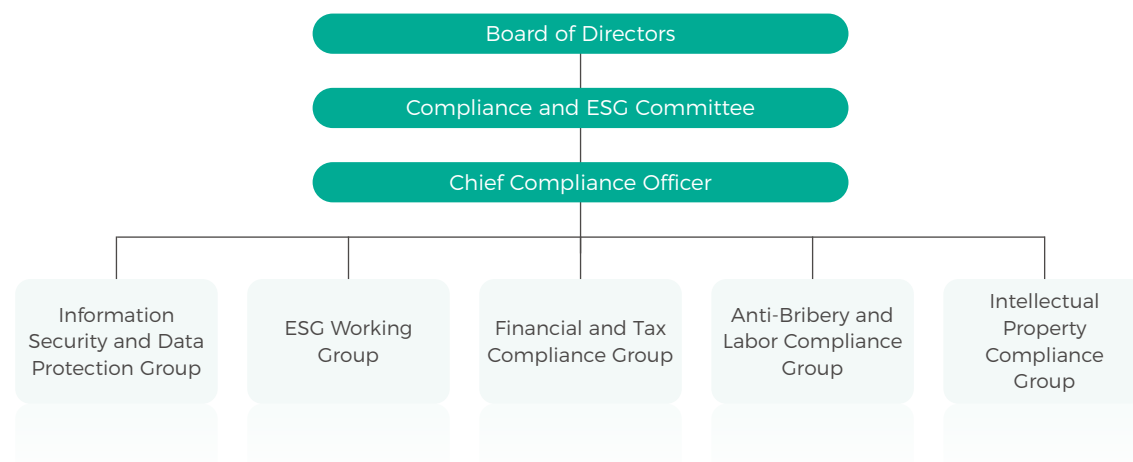 Board of Directors
Compliance and ESG Committee
Chief Compliance Officer
Information
Security and Data
Protection Group
ESG Working
Group
Financial and Tax
Compliance Group
Anti-Bribery and
Labor Compliance
Group
Intellectual
Property
Compliance
Group